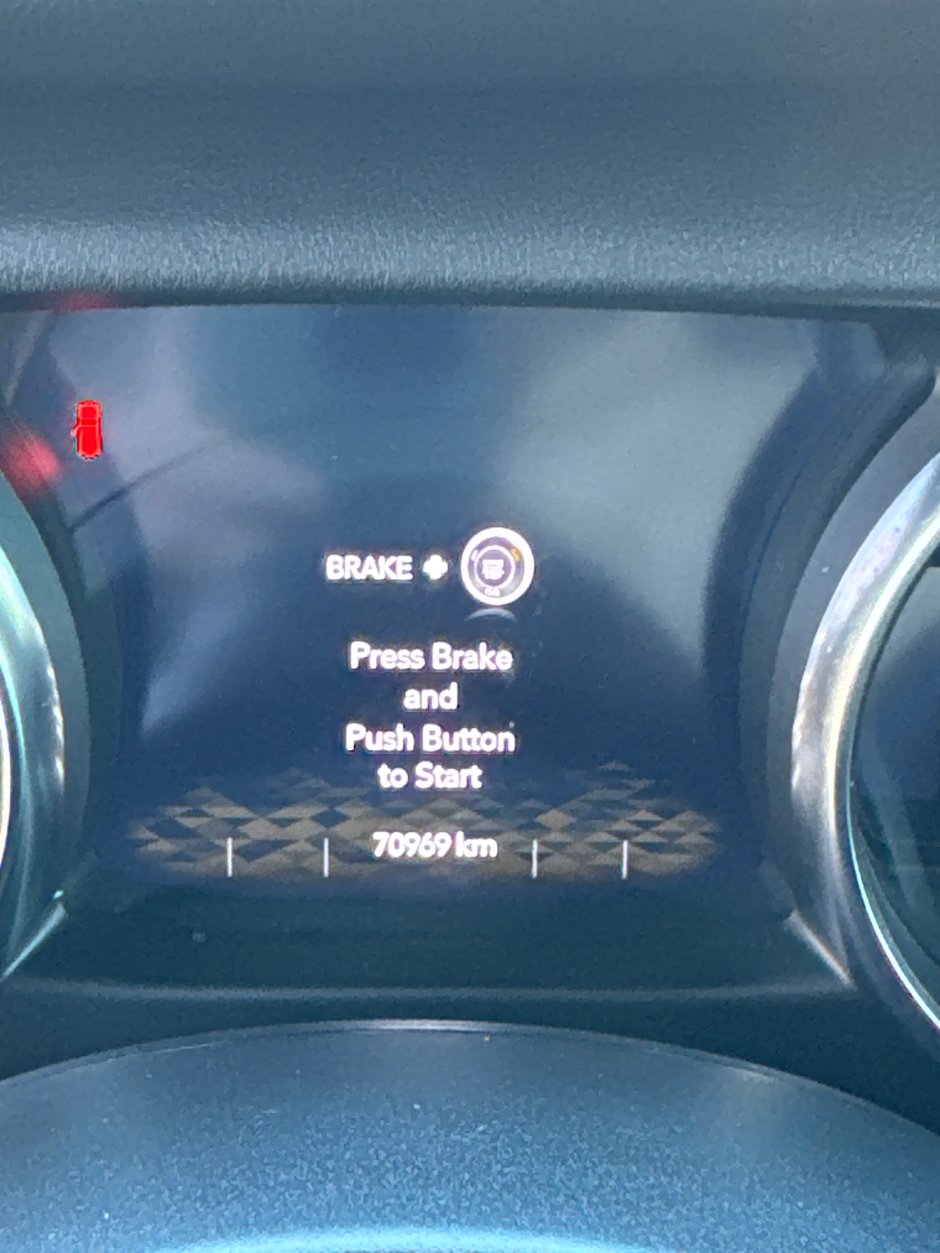 BRAKE +
Press Brake
and
Push Button
to Start
70969 km